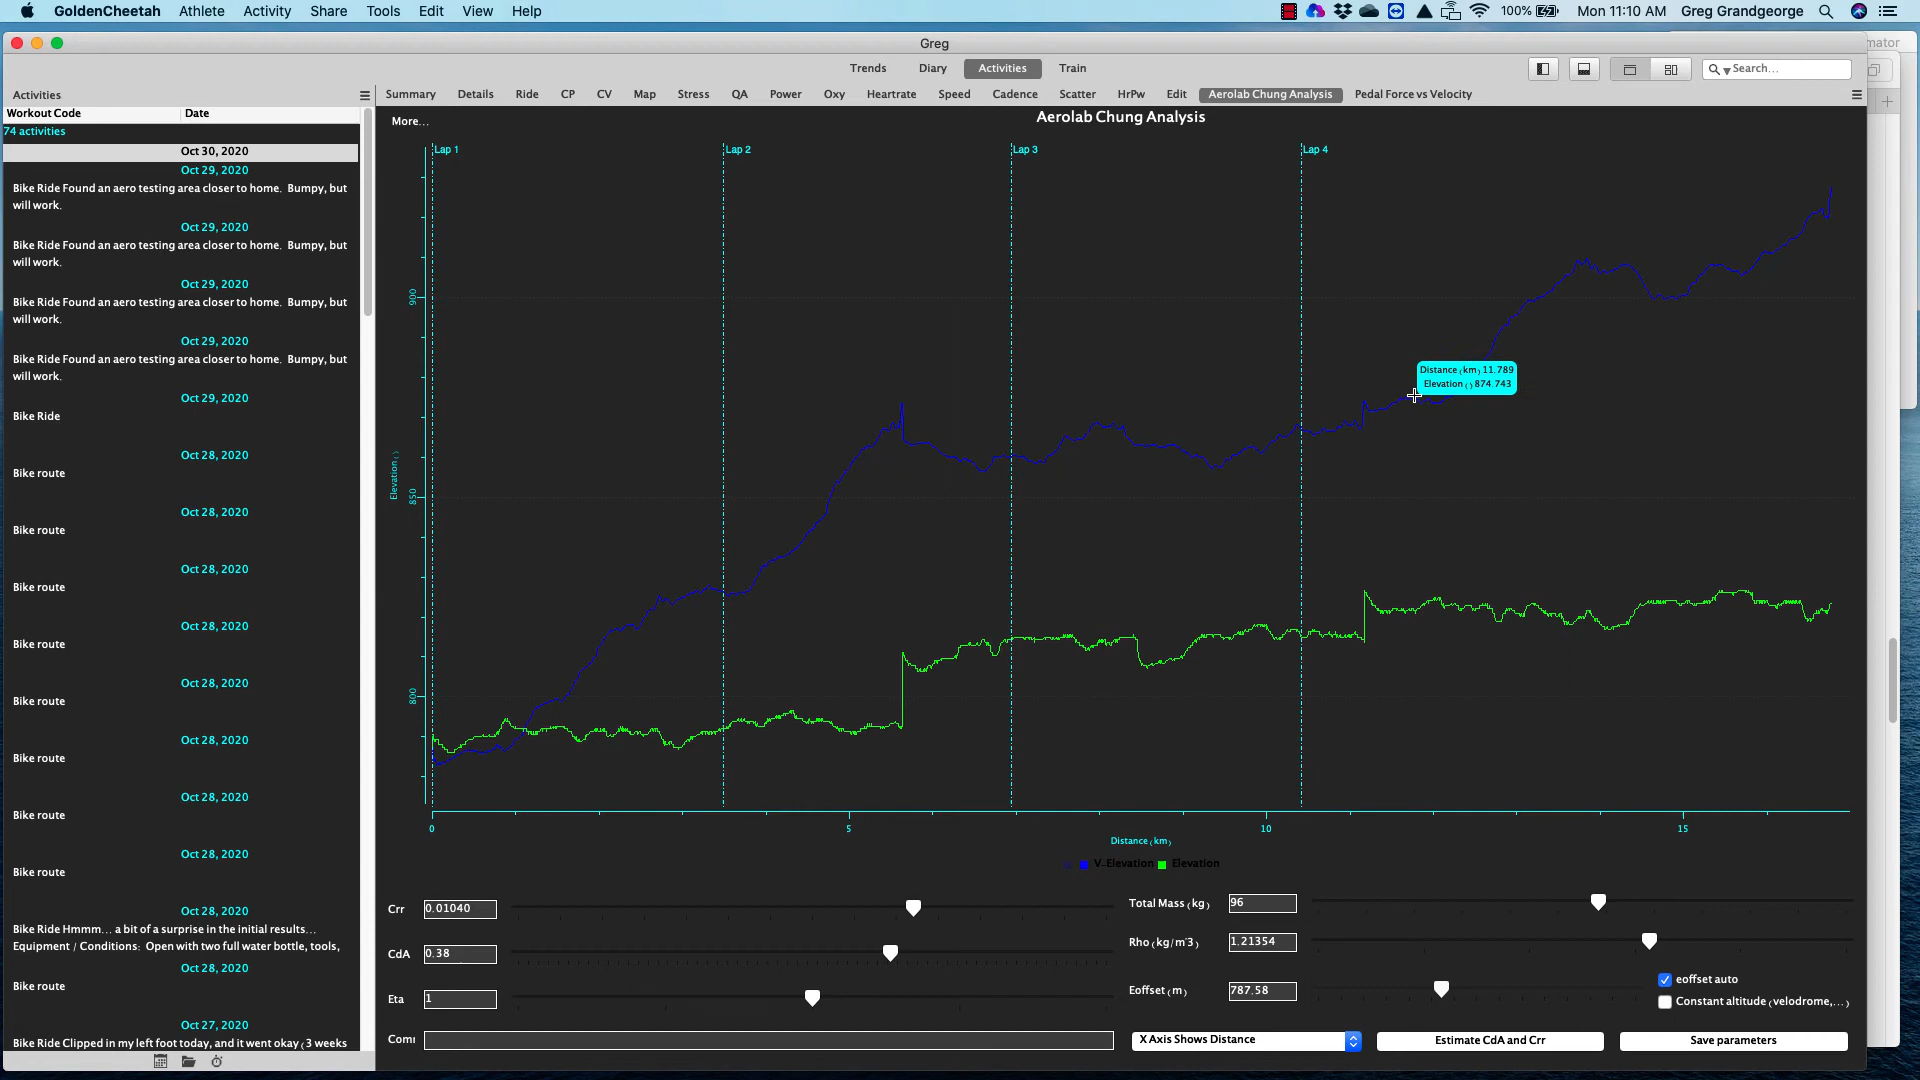 GoldenCheetah Athlete Activity Share Tools Edit View Help 100% Mon 11:10 AM Greg Grandgeorge
Greg
Trends Diary Activities Train Search...
Activities
Summary Details Ride CP CV Map Stress QA Power Oxy Heartrate Speed Cadence Scatter HrPw Edit Aerolab Chung Analysis Pedal Force vs Velocity
Workout Code Date
74 activities
Oct 30, 2020
Oct 29, 2020
Bike Ride Found an aero testing area closer to home. Bumpy, but
will work.
Oct 29, 2020
Bike Ride Found an aero testing area closer to home. Bumpy, but
will work.
Oct 29, 2020
Bike Ride Found an aero testing area closer to home. Bumpy, but
will work.
Oct 29, 2020
Bike Ride Found an aero testing area closer to home. Bumpy, but
will work.
Oct 29, 2020
Bike Ride
Oct 28, 2020
Bike route
Oct 28, 2020
Bike route
Oct 28, 2020
Bike route
Oct 28, 2020
Bike route
Oct 28, 2020
Bike route
Oct 28, 2020
Bike route
Oct 28, 2020
Bike route
Oct 28, 2020
Bike route
Oct 28, 2020
Bike Ride Hmmm... a bit of a surprise in the initial results...
Equipment / Conditions: Open with two full water bottle, tools,
Oct 28, 2020
Bike route
Oct 27, 2020
Bike Ride Clipped in my left foot today, and it went okay (3 weeks
More...
Aerolab Chung Analysis
Lap 1 Lap 2 Lap 3 Lap 4
900
850
800
Elevation ()
Distance (km) 11.789
Elevation () 874.743
0 5 10 15
Distance (km)
V-Elevation Elevation
Crr 0.01040
CdA 0.38
Eta 1
Total Mass (kg) 96
Rho (kg/m^3) 1.21354
Eoffset (m) 787.58
eoffset auto
Constant altitude (velodrome,...)
X Axis Shows Distance
Estimate CdA and Crr
Save parameters